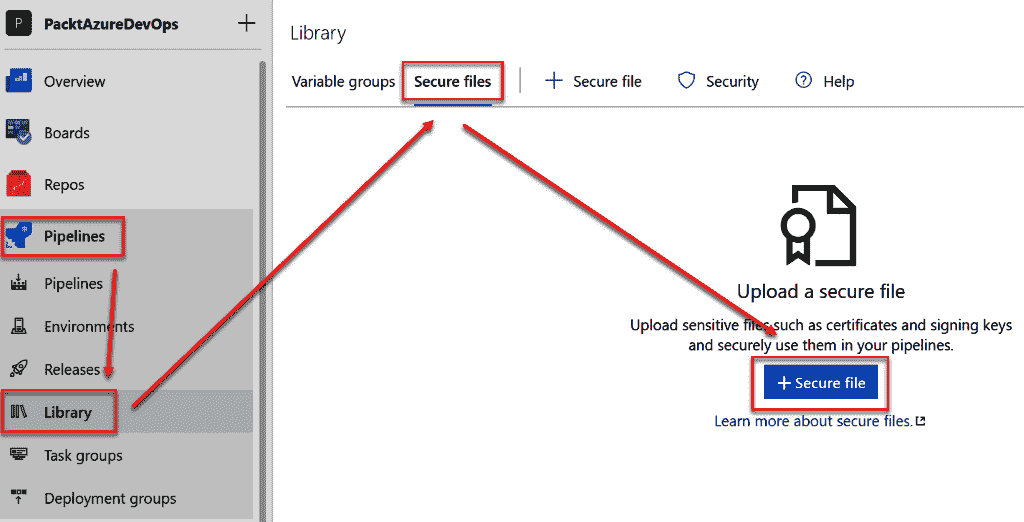 P PacktAzureDevOps +
Overview
Boards
Repos
Pipelines
Pipelines
Environments
Releases
Library
Task groups
Deployment groups
Library
Variable groups Secure files + Secure file Security ? Help
Upload a secure file
Upload sensitive files such as certificates and signing keys
and securely use them in your pipelines.
+ Secure file
Learn more about secure files.